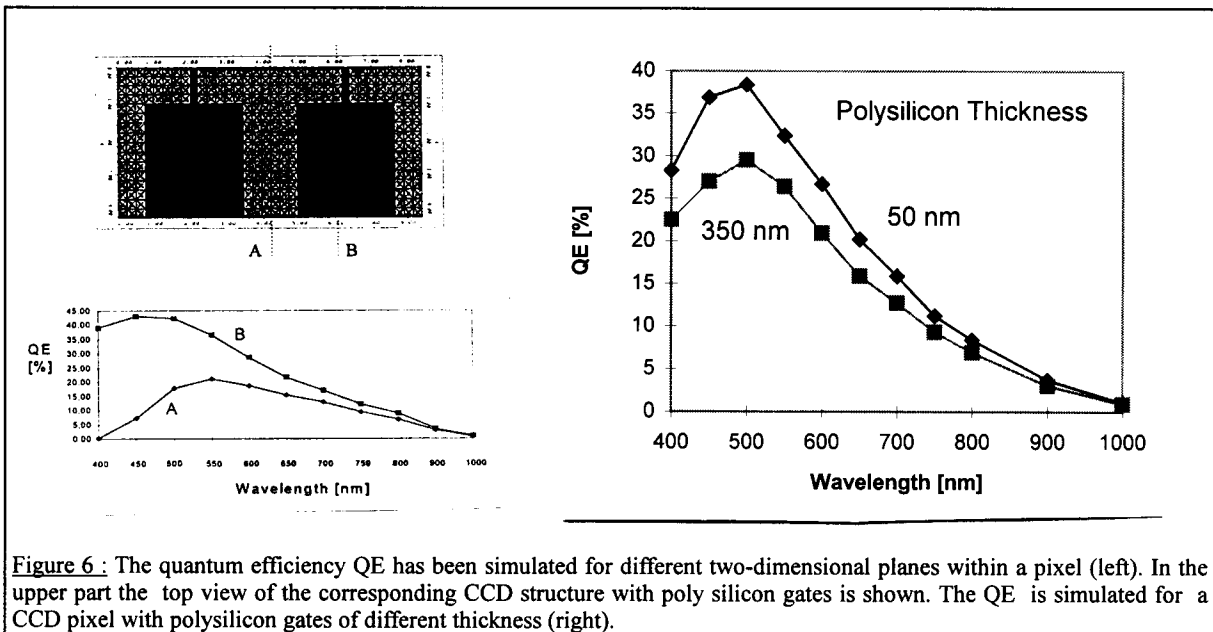 A
B
45.00
40.00
35.00
30.00
25.00
20.00
15.00
10.00
5.00
0.00
QE
[%]
B
A
400 450 500 550 600 650 700 750 800 900 1000
Wavelength [nm]
40
35
30
25
20
15
10
5
0
QE [%]
Polysilicon Thickness
50 nm
350 nm
400 500 600 700 800 900 1000
Wavelength [nm]
Figure 6 : The quantum efficiency QE has been simulated for different two-dimensional planes within a pixel (left). In the
upper part the top view of the corresponding CCD structure with poly silicon gates is shown. The QE is simulated for a
CCD pixel with polysilicon gates of different thickness (right).